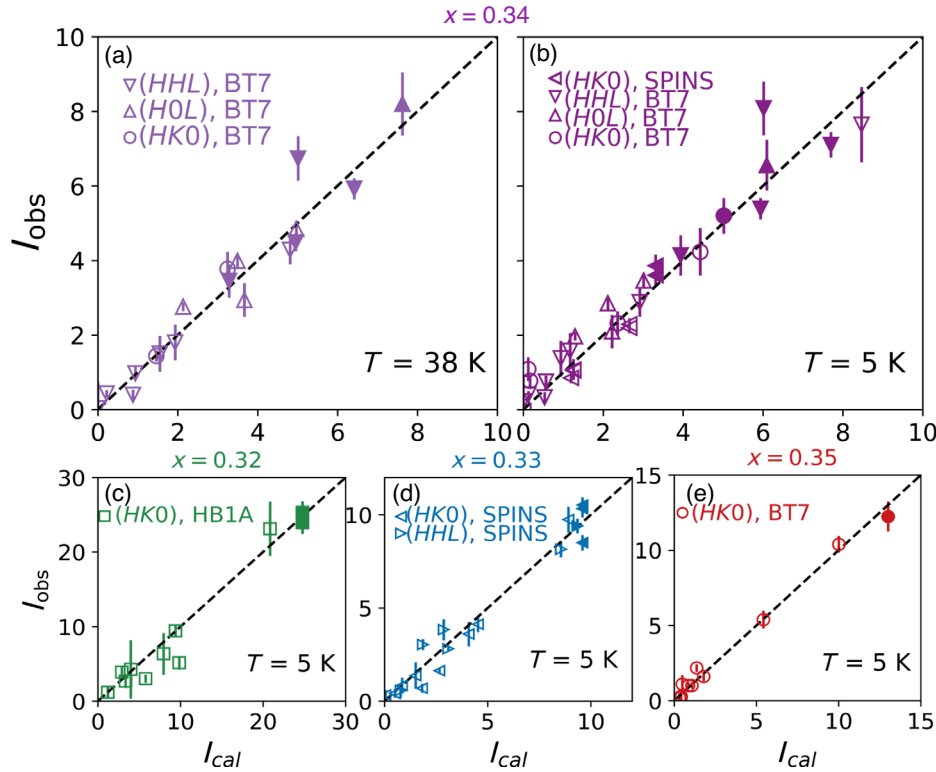 x = 0.34
(a)
(HHL), BT7
(H0L), BT7
(HK0), BT7
T = 38 K
I_obs
10
8
6
4
2
0
0 2 4 6 8 10
(b)
(HK0), SPINS
(HHL), BT7
(H0L), BT7
(HK0), BT7
T = 5 K
0 2 4 6 8 10
x = 0.32
(c)
(HK0), HB1A
T = 5 K
I_obs
30
20
10
0
0 10 20 30
I_cal
x = 0.33
(d)
(HK0), SPINS
(HHL), SPINS
T = 5 K
10
5
0
0 5 10
I_cal
x = 0.35
(e)
(HK0), BT7
T = 5 K
15
10
5
0
0 5 10 15
I_cal